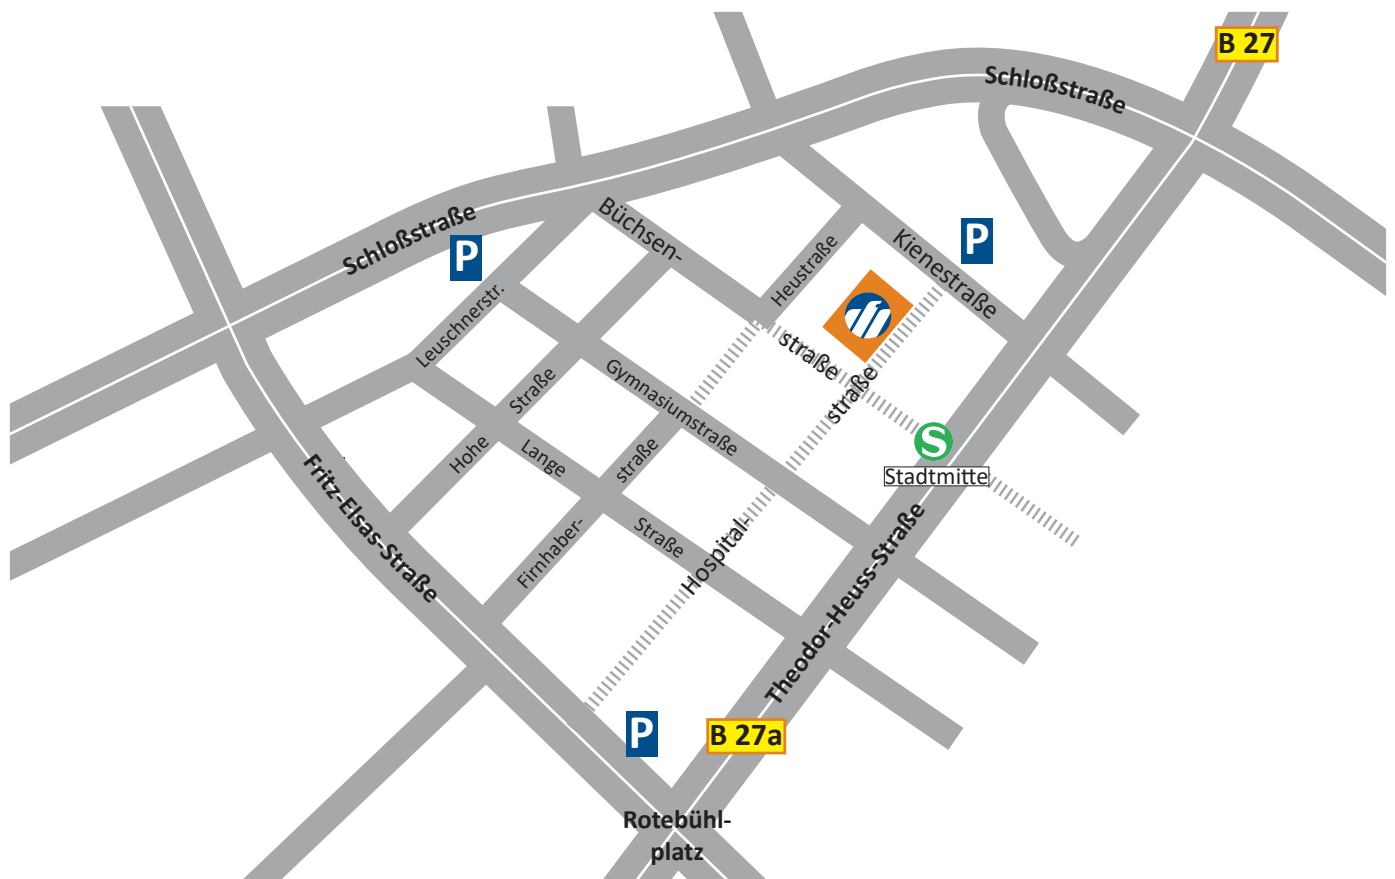 B 27
Schloßstraße
Schloßstraße
P
P
Büchsen-
straße
Heustraße
Kienestraße
Leuschnerstr.
Gymnasiumstraße
Hohe
Straße
Lange
Straße
Firnhaber-
straße
Hospital-
straße
S
Stadtmitte
Fritz-Elsas-Straße
Theodor-Heuss-Straße
P
B 27a
Rotebühl-
platz